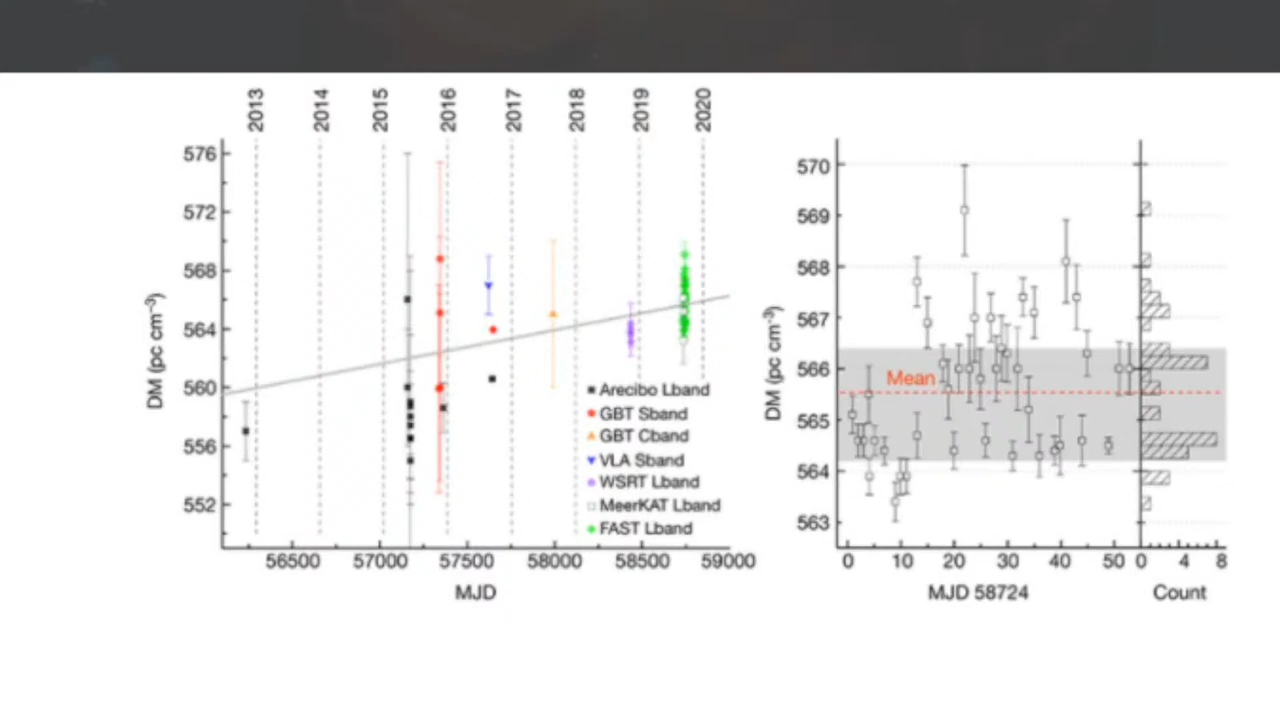 2013
2014
2015
2016
2017
2018
2019
2020
576
572
568
564
560
556
552
DM (pc cm⁻³)
Arecibo Lband
GBT Sband
GBT Cband
VLA Sband
WSRT Lband
MeerKAT Lband
FAST Lband
56500 57000 57500 58000 58500 59000
MJD
570
569
568
567
566
565
564
563
DM (pc cm⁻³)
Mean
0 10 20 30 40 50 0 4 8
MJD 58724 Count